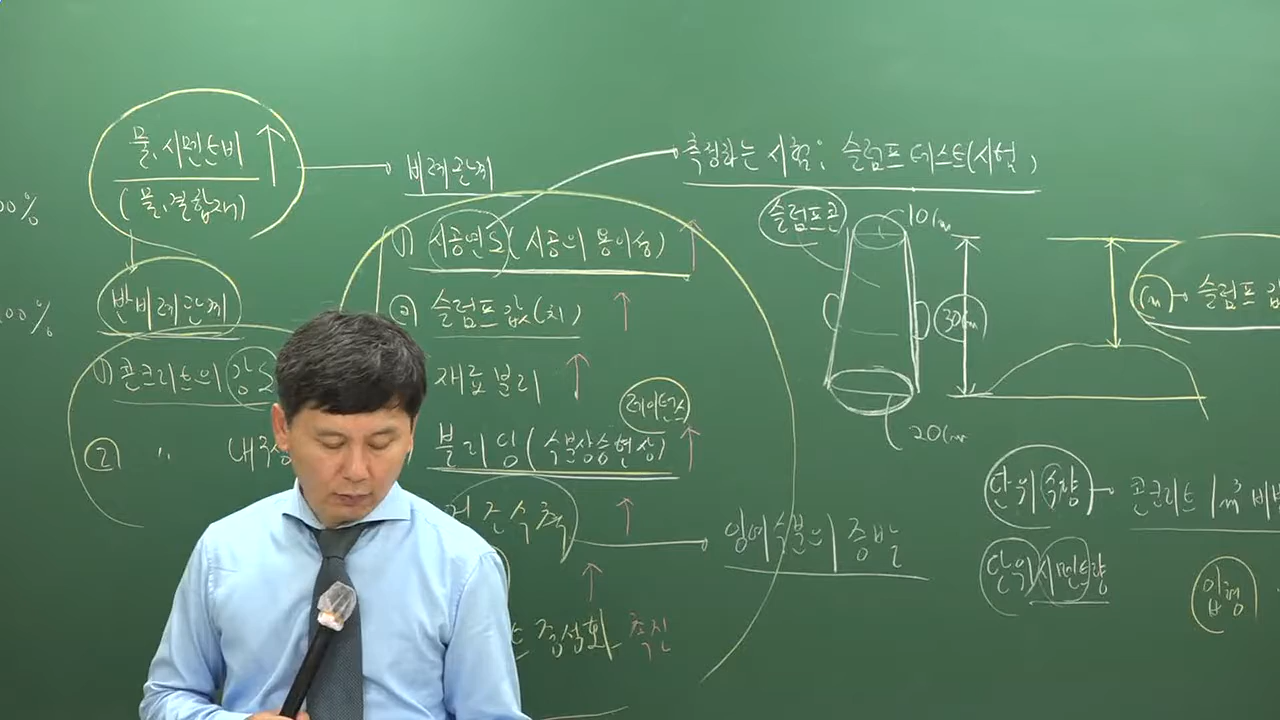 00%
100%
물, 시멘트비
(물, 결합재)
반비례관계
1) 콘크리트의 강도
2) 〃 내구성
비례관계
1) 시공연도(시공의 용이성)
2) 슬럼프 값(치)
재료 분리
레이턴스
블리딩(수분상승현상)
건조수축
잉여수분의 증발
중성화 촉진
측정하는 시험: 슬럼프 테스트(시험)
슬럼프콘
10cm
30cm
20cm
cm 슬럼프 값
단위수량
콘크리트 1m³ 비비
단위시멘트량